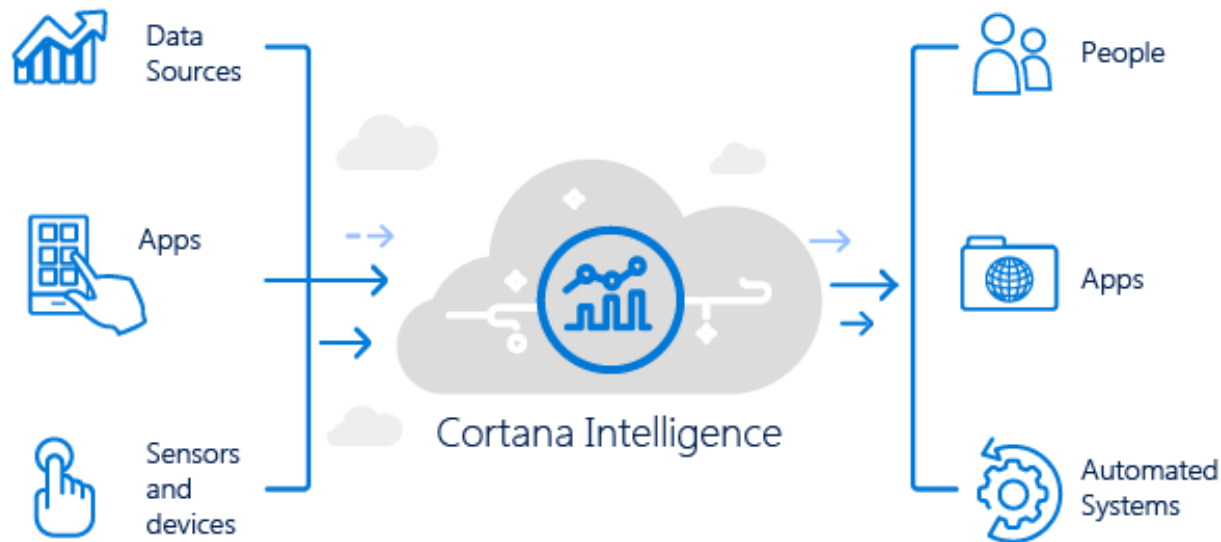 Data
Sources
Apps
Sensors
and
devices
Cortana Intelligence
People
Apps
Automated
Systems